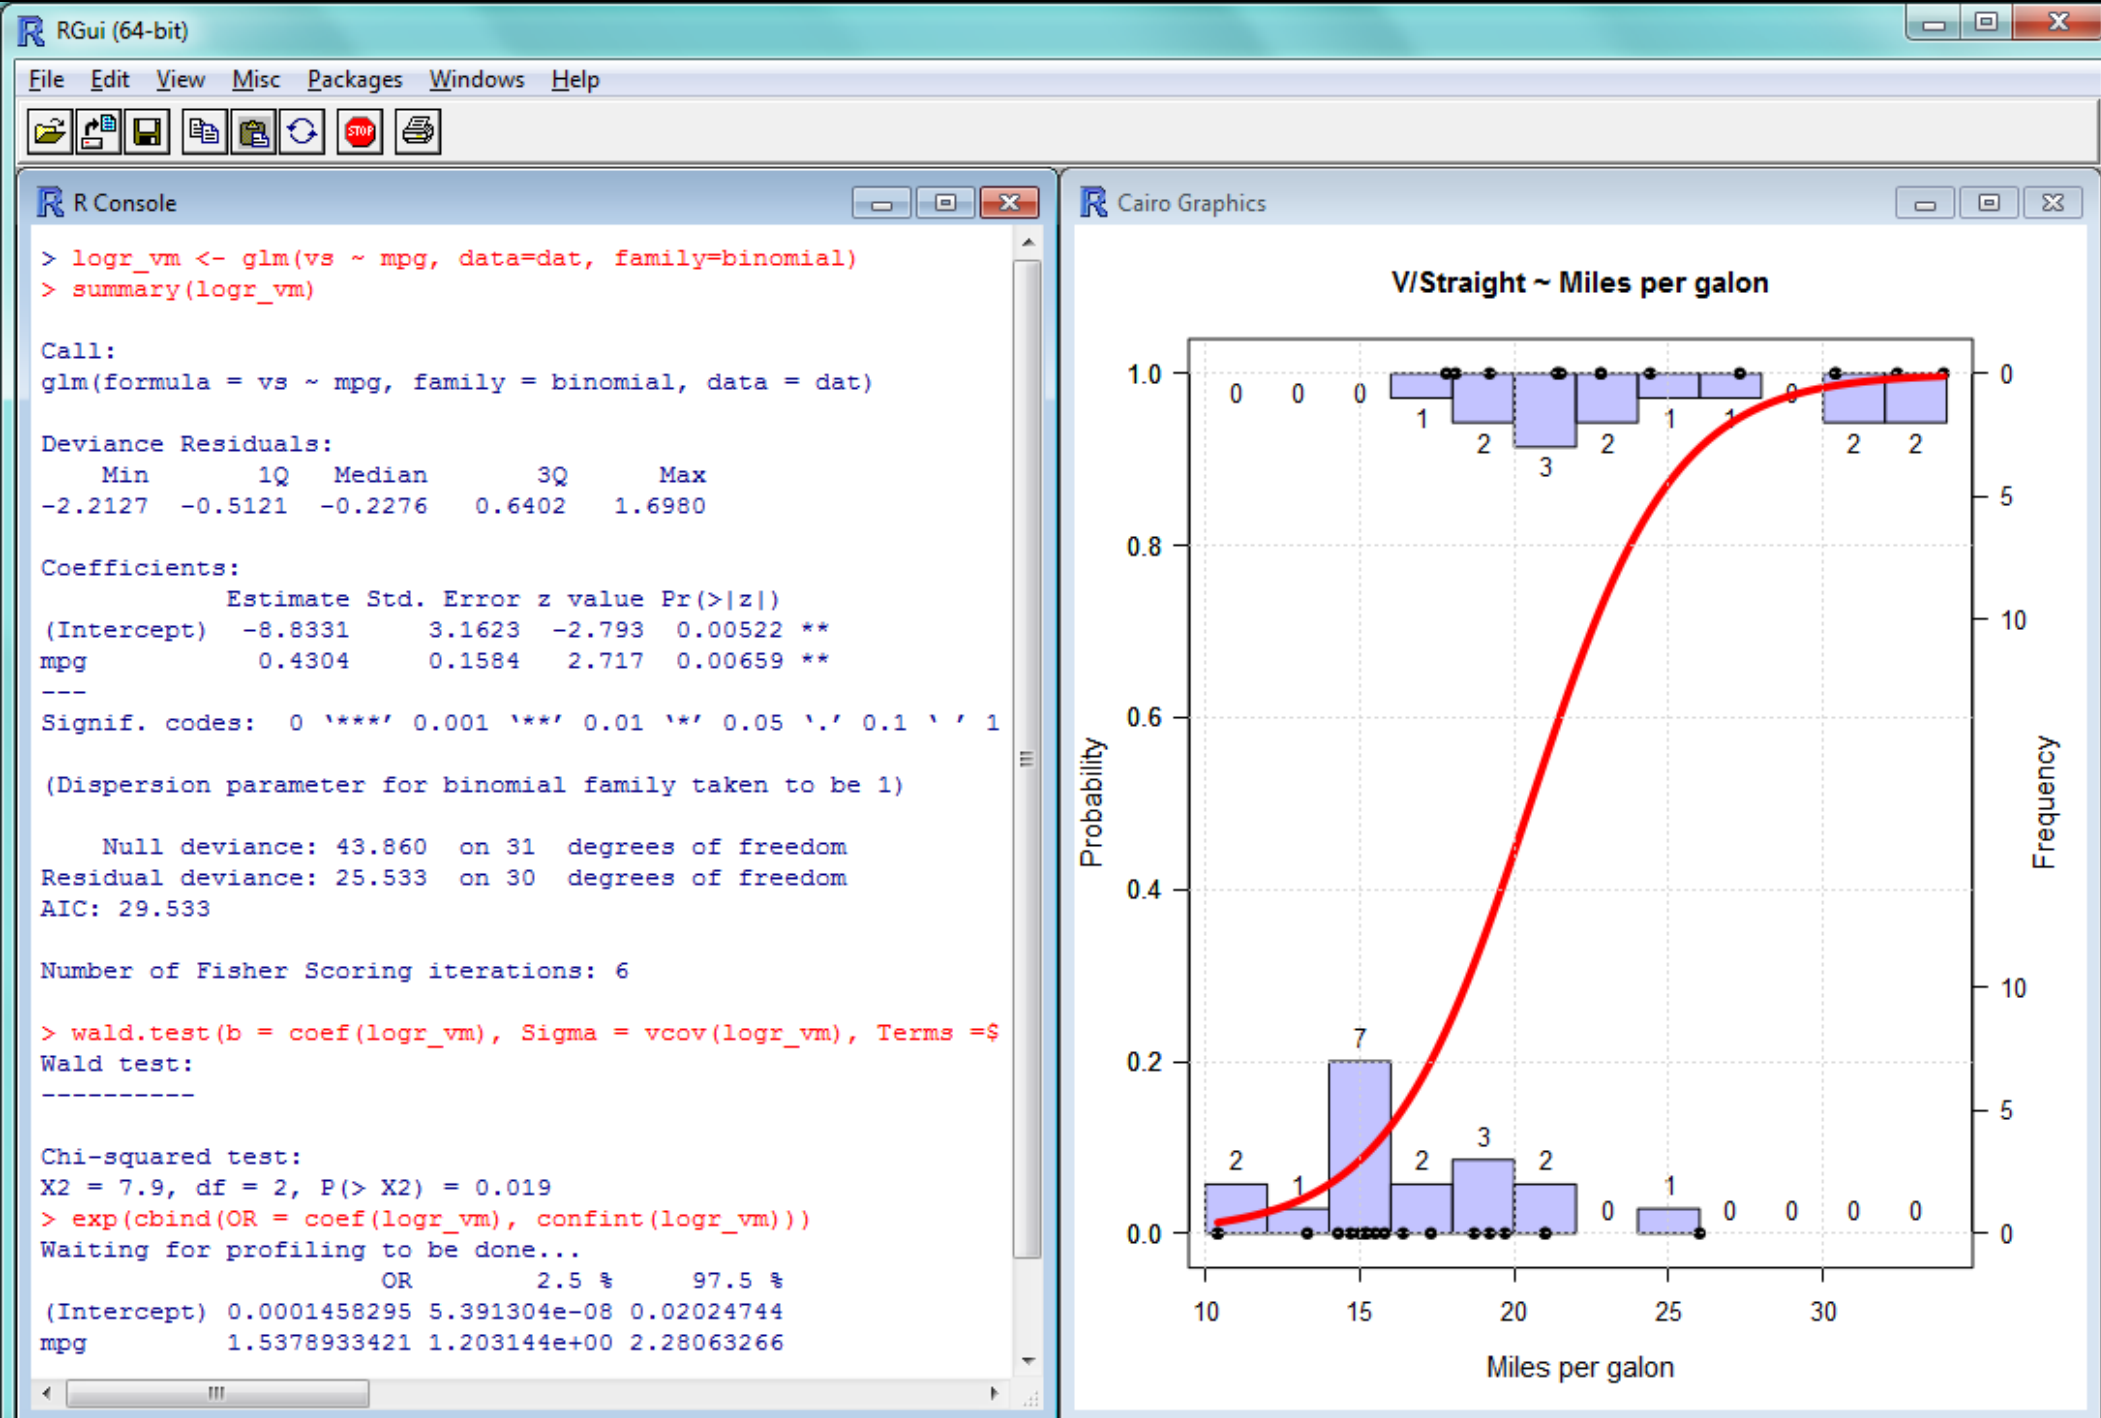 RGui (64-bit)
File Edit View Misc Packages Windows Help
STOP
R Console
> logr_vm <- glm(vs ~ mpg, data=dat, family=binomial)
> summary(logr_vm)
Call:
glm(formula = vs ~ mpg, family = binomial, data = dat)
Deviance Residuals:
Min 1Q Median 3Q Max
-2.2127 -0.5121 -0.2276 0.6402 1.6980
Coefficients:
Estimate Std. Error z value Pr(>|z|)
(Intercept) -8.8331 3.1623 -2.793 0.00522 **
mpg 0.4304 0.1584 2.717 0.00659 **
---
Signif. codes: 0 ‘***’ 0.001 ‘**’ 0.01 ‘*’ 0.05 ‘.’ 0.1 ‘ ’ 1
(Dispersion parameter for binomial family taken to be 1)
Null deviance: 43.860 on 31 degrees of freedom
Residual deviance: 25.533 on 30 degrees of freedom
AIC: 29.533
Number of Fisher Scoring iterations: 6
> wald.test(b = coef(logr_vm), Sigma = vcov(logr_vm), Terms =$
Wald test:
----------
Chi-squared test:
X2 = 7.9, df = 2, P(> X2) = 0.019
> exp(cbind(OR = coef(logr_vm), confint(logr_vm)))
Waiting for profiling to be done...
OR 2.5 % 97.5 %
(Intercept) 0.0001458295 5.391304e-08 0.02024744
mpg 1.5378933421 1.203144e+00 2.28063266
Cairo Graphics
V/Straight ~ Miles per galon
1.0
0.8
0.6
0.4
0.2
0.0
Probability
0 0 0 1 2 3 2 1 1 0 2 2
2 1 7 2 3 2 0 1 0 0 0 0
0
5
10
10
5
0
Frequency
10 15 20 25 30
Miles per galon